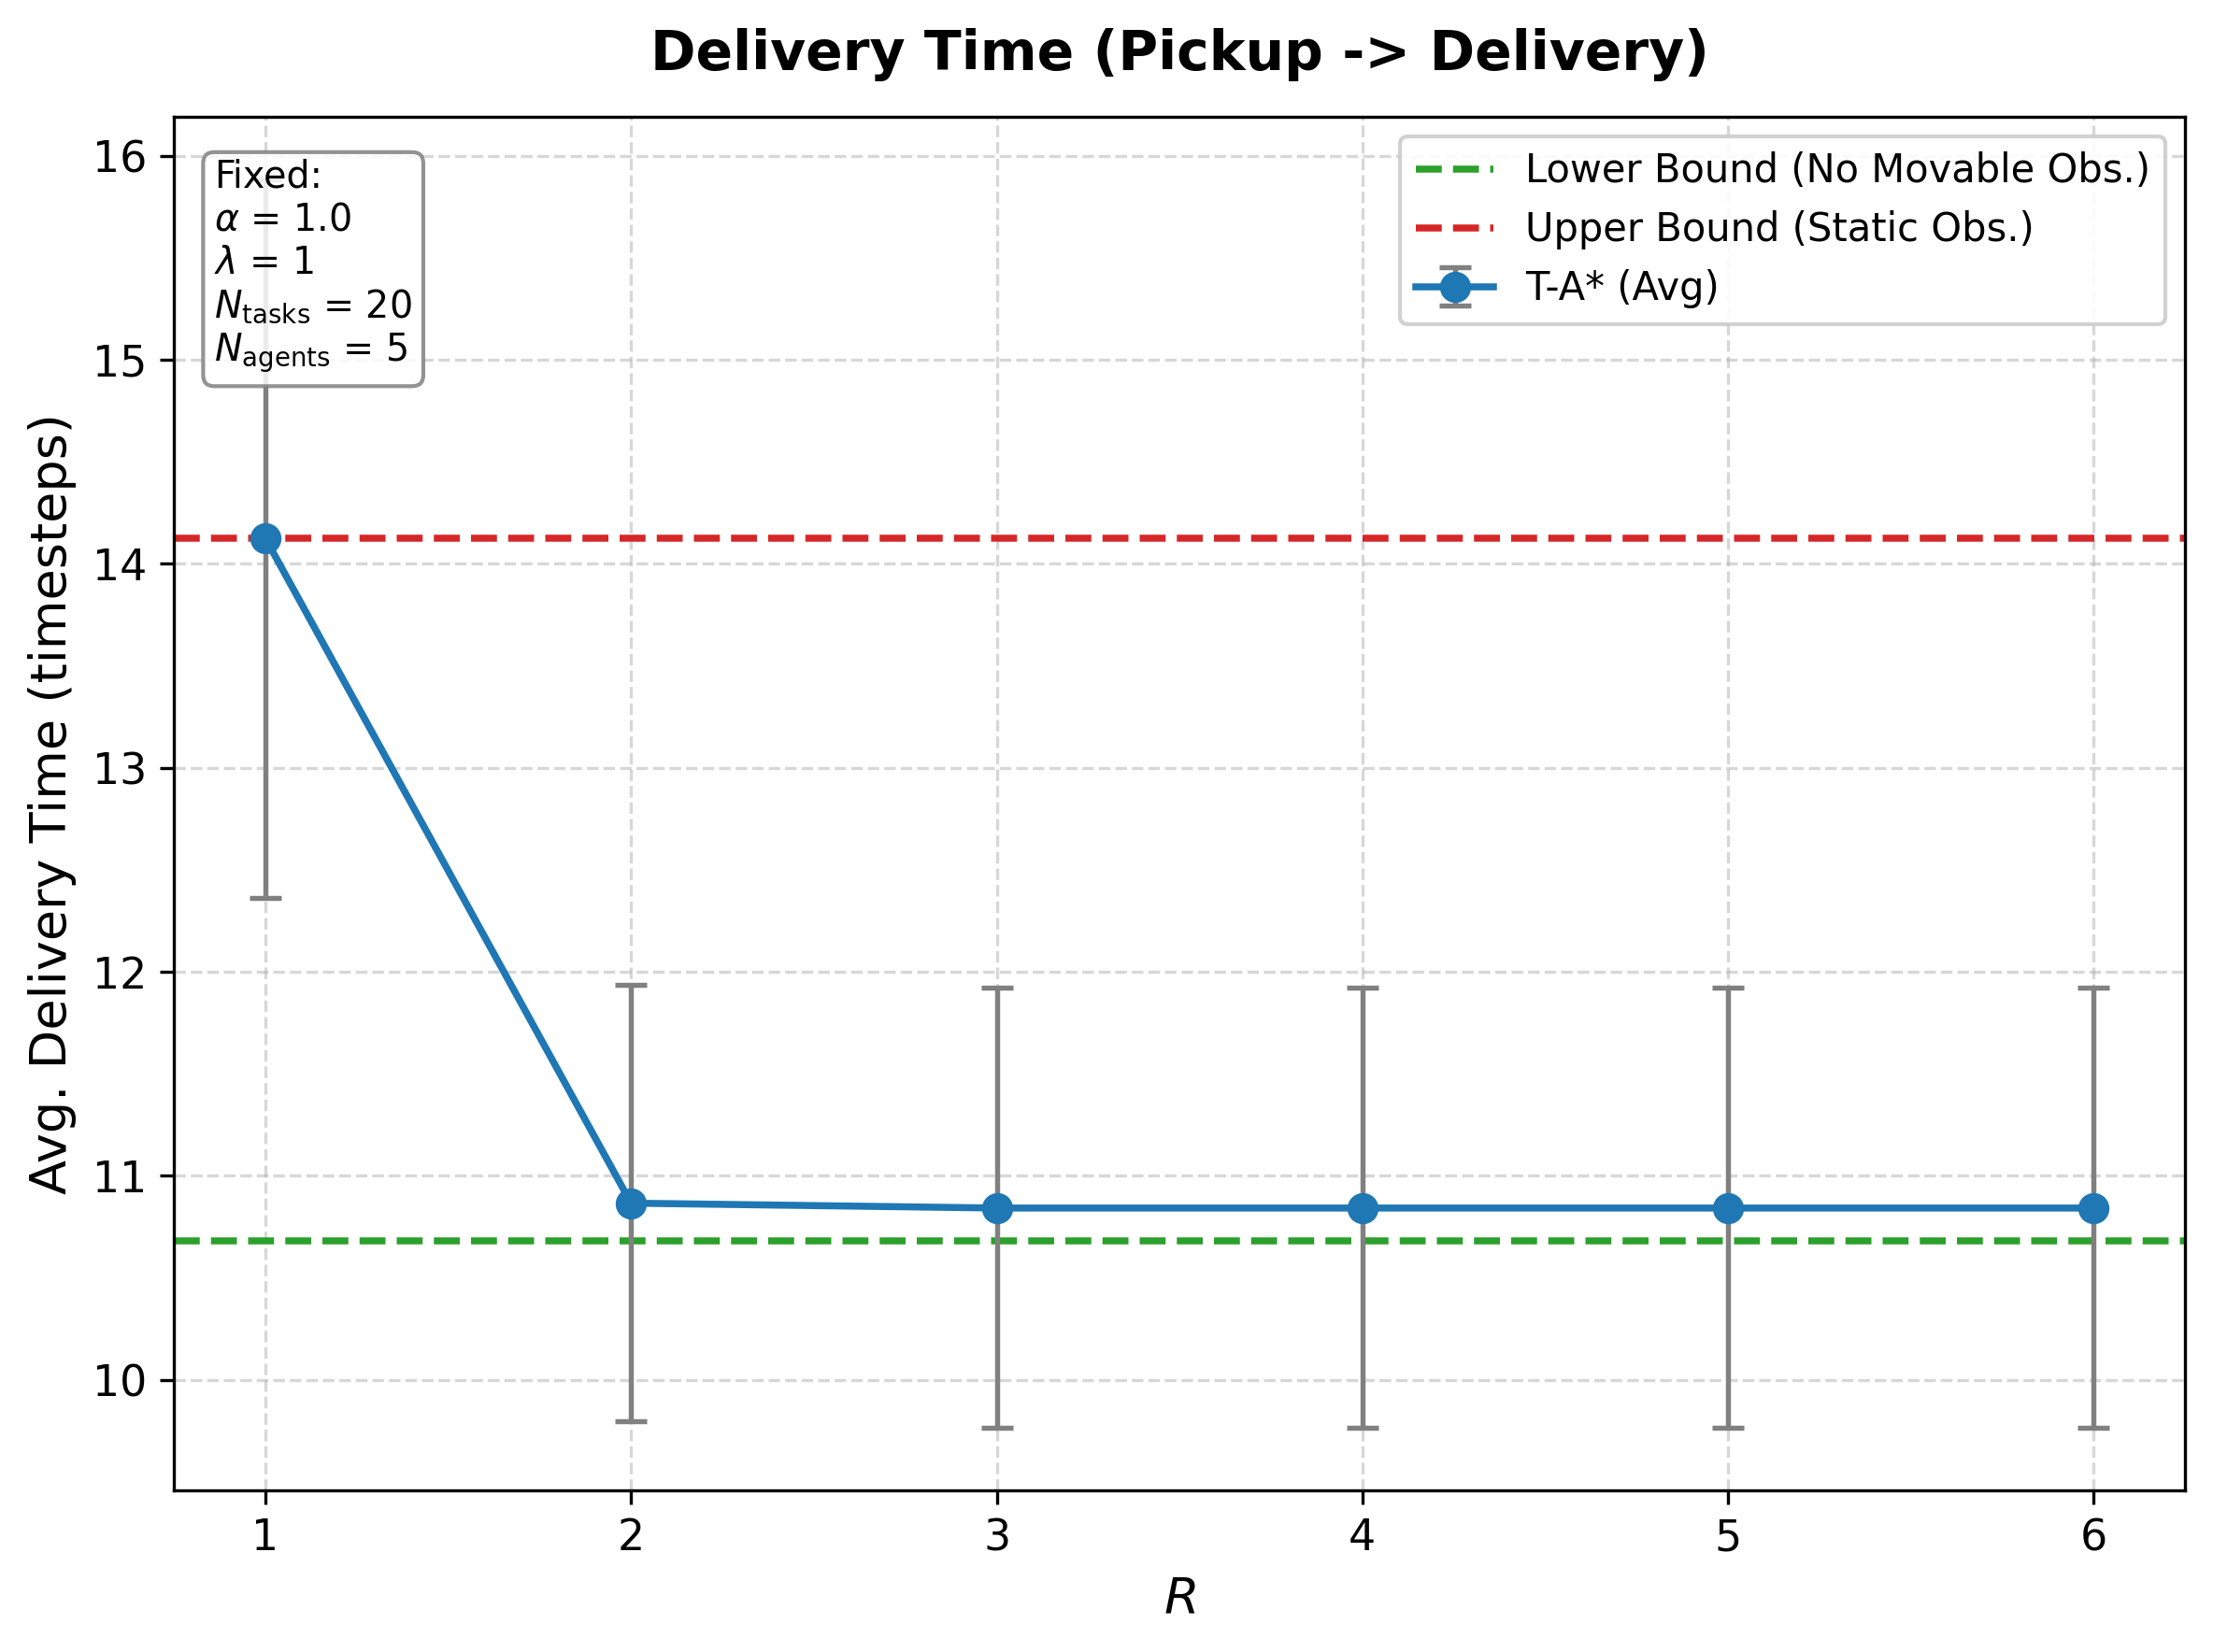 Delivery Time (Pickup -> Delivery)
Fixed:
α = 1.0
λ = 1
N_tasks = 20
N_agents = 5
Lower Bound (No Movable Obs.)
Upper Bound (Static Obs.)
T-A* (Avg)
Avg. Delivery Time (timesteps)
16
15
14
13
12
11
10
1 2 3 4 5 6
R